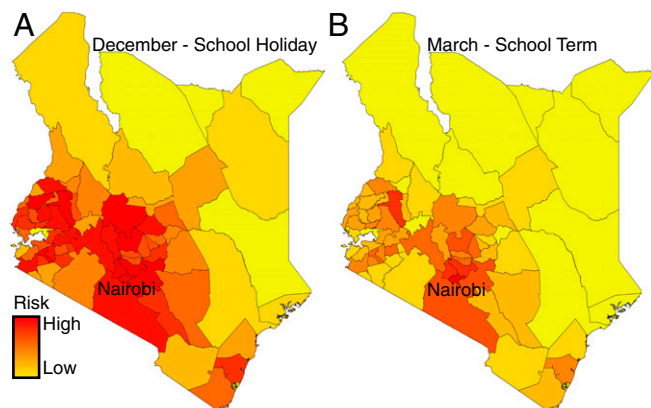 A
December - School Holiday
Nairobi
Risk
High
Low
B
March - School Term
Nairobi